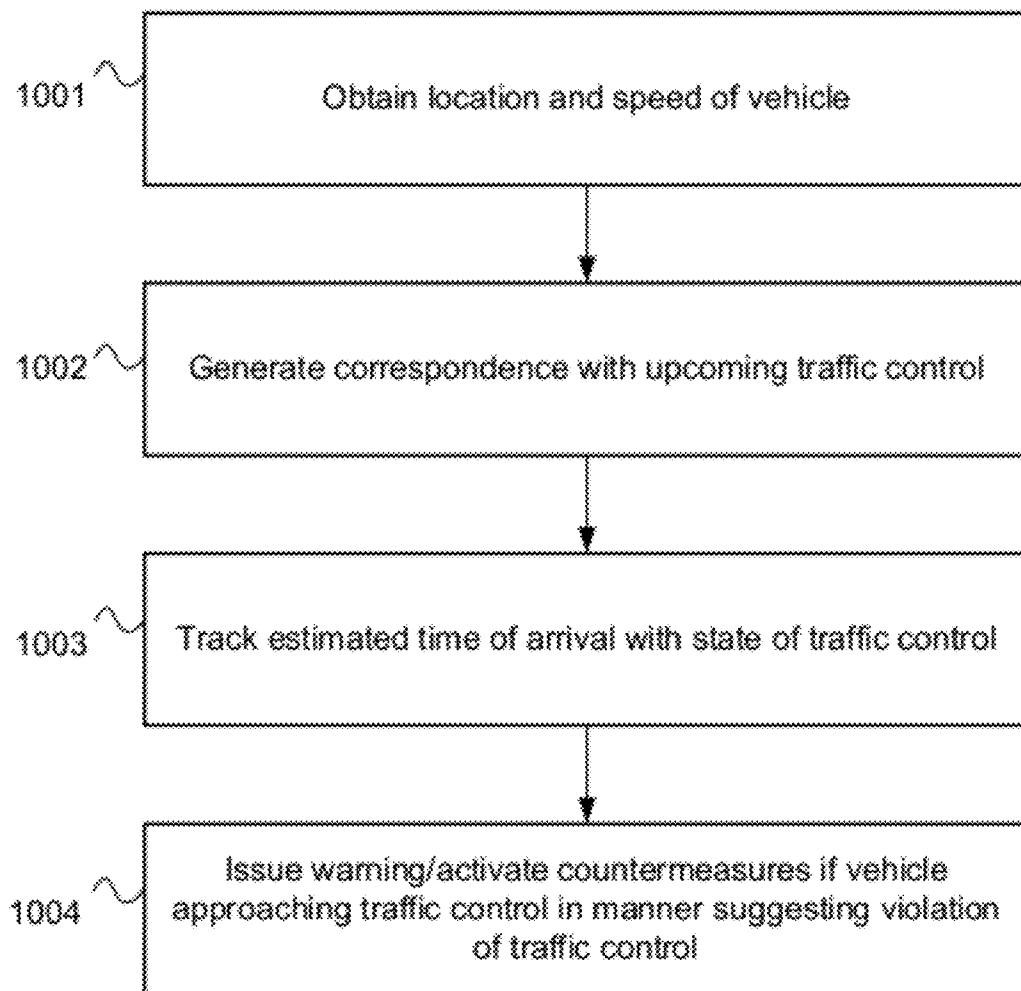 1001
Obtain location and speed of vehicle
1002
Generate correspondence with upcoming traffic control
1003
Track estimated time of arrival with state of traffic control
1004
Issue warning/activate countermeasures if vehicle
approaching traffic control in manner suggesting violation
of traffic control